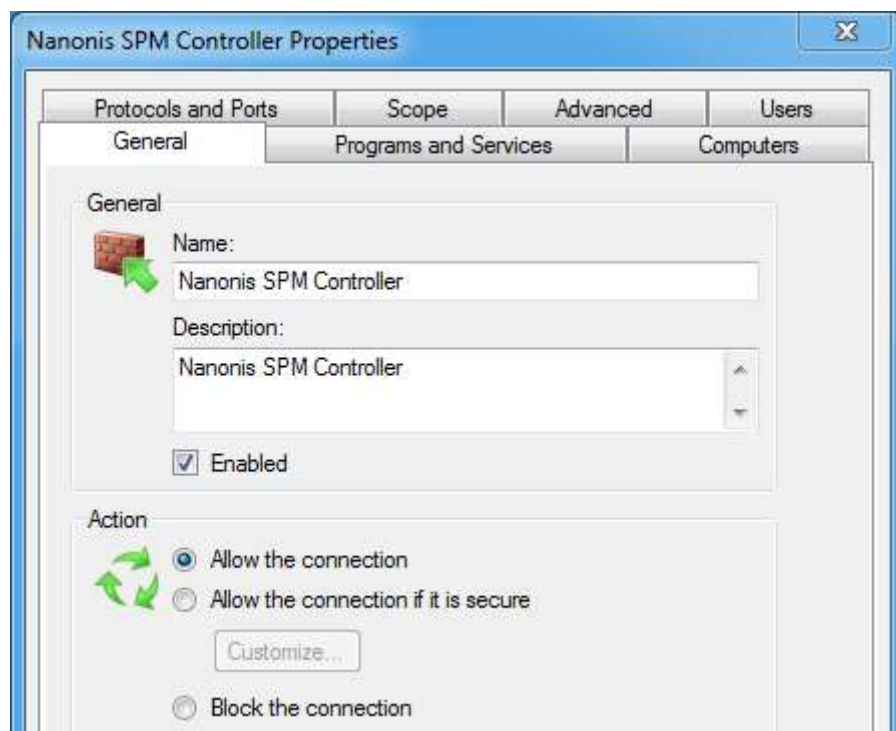 Nanonis SPM Controller Properties
Protocols and Ports Scope Advanced Users
General Programs and Services Computers
General
Name:
Nanonis SPM Controller
Description:
Nanonis SPM Controller
Enabled
Action
Allow the connection
Allow the connection if it is secure
Customize...
Block the connection